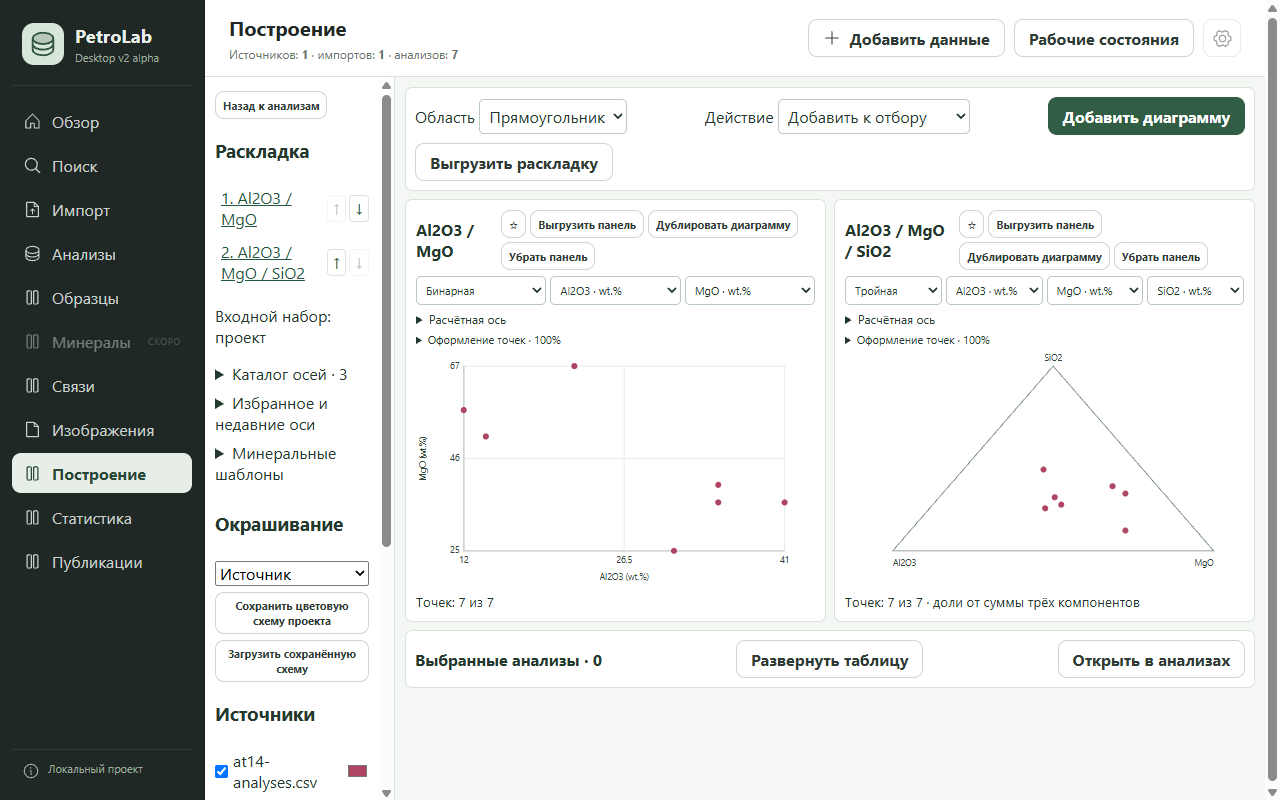 PetroLab
Desktop v2 alpha
Обзор
Поиск
Импорт
Анализы
Образцы
Минералы СКОРО
Связи
Изображения
Построение
Статистика
Публикации
Локальный проект
Построение
Источников: 1 · импортов: 1 · анализов: 7
Добавить данные
Рабочие состояния
Назад к анализам
Раскладка
1. Al2O3 /
MgO
↑ ↓
2. Al2O3 /
MgO / SiO2
↑ ↓
Входной набор:
проект
Каталог осей · 3
Избранное и
недавние оси
Минеральные
шаблоны
Окрашивание
Источник
Сохранить цветовую
схему проекта
Загрузить сохранённую
схему
Источники
at14-
analyses.csv
Область Прямоугольник Действие Добавить к отбору Добавить диаграмму
Выгрузить раскладку
Al2O3 /
MgO
☆ Выгрузить панель Дублировать диаграмму
Убрать панель
Бинарная Al2O3 · wt.% MgO · wt.%
Расчётная ось
Оформление точек · 100%
67
46
25
MgO (wt.%)
12 26.5 41
Al2O3 (wt.%)
Точек: 7 из 7
Al2O3 / MgO
/ SiO2
☆ Выгрузить панель
Дублировать диаграмму Убрать панель
Тройная Al2O3 · wt.% MgO · wt.% SiO2 · wt.%
Расчётная ось
Оформление точек · 100%
SiO2
Al2O3 MgO
Точек: 7 из 7 · доли от суммы трёх компонентов
Выбранные анализы · 0 Развернуть таблицу Открыть в анализах